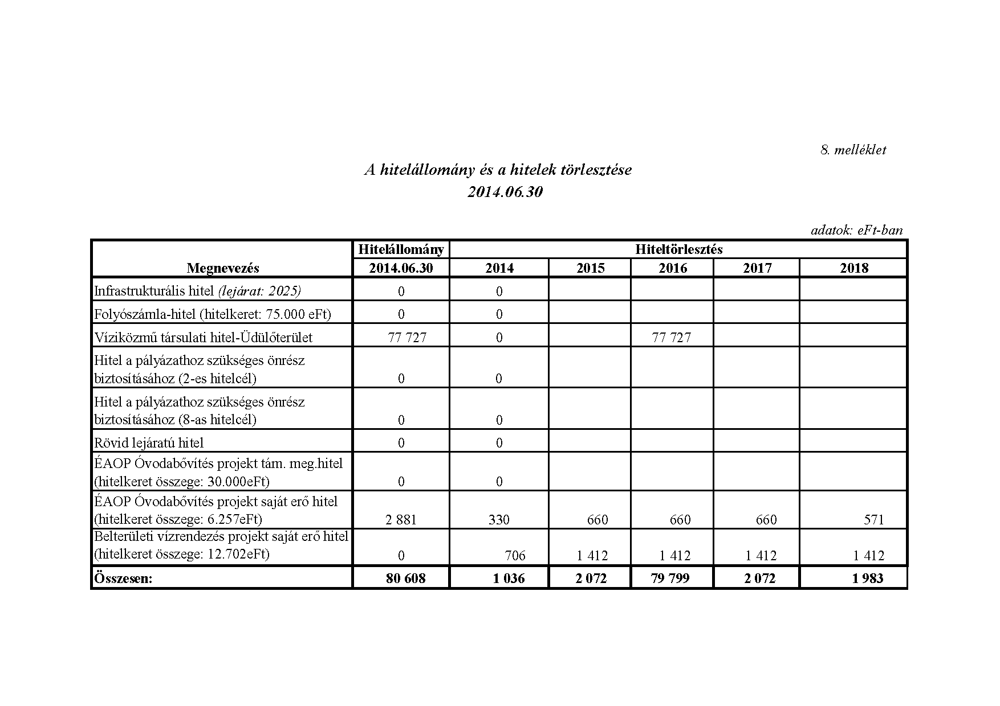 8. melléklet
A hitelállomány és a hitelek törlesztése
2014.06.30
adatok: eFt-ban
Hitelállomány Hiteltörlesztés
Megnevezés 2014.06.30 2014 2015 2016 2017 2018
Infrastrukturális hitel (lejárat: 2025) 0 0
Folyószámla-hitel (hitelkeret: 75.000 eFt) 0 0
Víziközmű társulati hitel-Üdülőterület 77 727 0 77 727
Hitel a pályázathoz szükséges önrész
biztosításához (2-es hitelcél) 0 0
Hitel a pályázathoz szükséges önrész
biztosításához (8-as hitelcél) 0 0
Rövid lejáratú hitel 0 0
ÉAOP Óvodabővítés projekt tám. meg.hitel
(hitelkeret összege: 30.000eFt) 0 0
ÉAOP Óvodabővítés projekt saját erő hitel
(hitelkeret összege: 6.257eFt) 2 881 330 660 660 660 571
Belterületi vízrendezés projekt saját erő hitel
(hitelkeret összege: 12.702eFt) 0 706 1 412 1 412 1 412 1 412
Összesen: 80 608 1 036 2 072 79 799 2 072 1 983